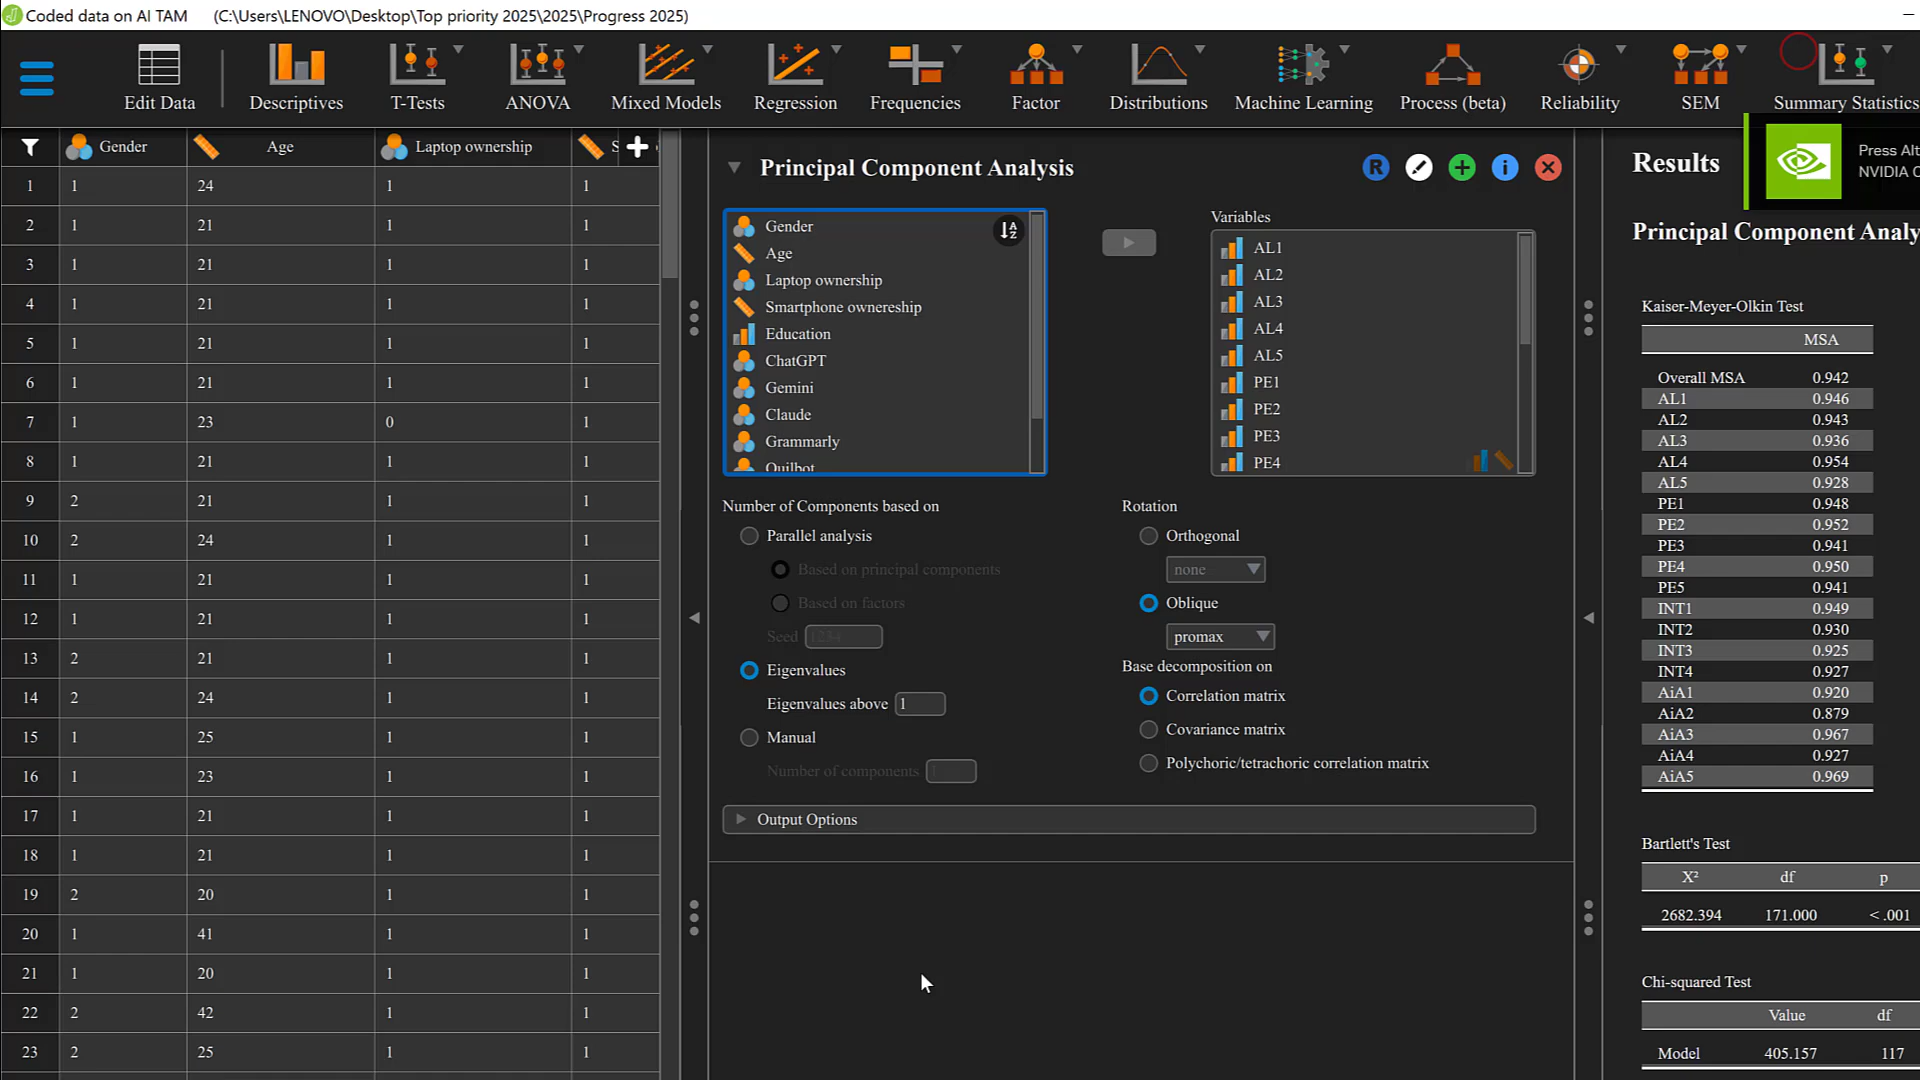 Coded data on AI TAM (C:\Users\LENOVO\Desktop\Top priority 2025\2025\Progress 2025)
Edit Data
Descriptives
T-Tests
ANOVA
Mixed Models
Regression
Frequencies
Factor
Distributions
Machine Learning
Process (beta)
Reliability
SEM
Summary Statistics
Gender Age Laptop ownership S
1 1 24 1 1
2 1 21 1 1
3 1 21 1 1
4 1 21 1 1
5 1 21 1 1
6 1 21 1 1
7 1 23 0 1
8 1 21 1 1
9 2 21 1 1
10 2 24 1 1
11 1 21 1 1
12 1 21 1 1
13 2 21 1 1
14 2 24 1 1
15 1 25 1 1
16 1 23 1 1
17 1 21 1 1
18 1 21 1 1
19 2 20 1 1
20 1 41 1 1
21 1 20 1 1
22 2 42 1 1
23 2 25 1 1
Principal Component Analysis
R
Gender
Age
Laptop ownership
Smartphone ownereship
Education
ChatGPT
Gemini
Claude
Grammarly
Quilbot
Variables
AL1
AL2
AL3
AL4
AL5
PE1
PE2
PE3
PE4
Number of Components based on
Parallel analysis
Based on principal components
Based on factors
Seed 1234
Eigenvalues
Eigenvalues above 1
Manual
Number of components 1
Rotation
Orthogonal
none
Oblique
promax
Base decomposition on
Correlation matrix
Covariance matrix
Polychoric/tetrachoric correlation matrix
Output Options
Results
Press Alt
NVIDIA
Principal Component Analy
Kaiser-Meyer-Olkin Test
MSA
Overall MSA 0.942
AL1 0.946
AL2 0.943
AL3 0.936
AL4 0.954
AL5 0.928
PE1 0.948
PE2 0.952
PE3 0.941
PE4 0.950
PE5 0.941
INT1 0.949
INT2 0.930
INT3 0.925
INT4 0.927
AiA1 0.920
AiA2 0.879
AiA3 0.967
AiA4 0.927
AiA5 0.969
Bartlett's Test
X² df p
2682.394 171.000 < .001
Chi-squared Test
Value df
Model 405.157 117